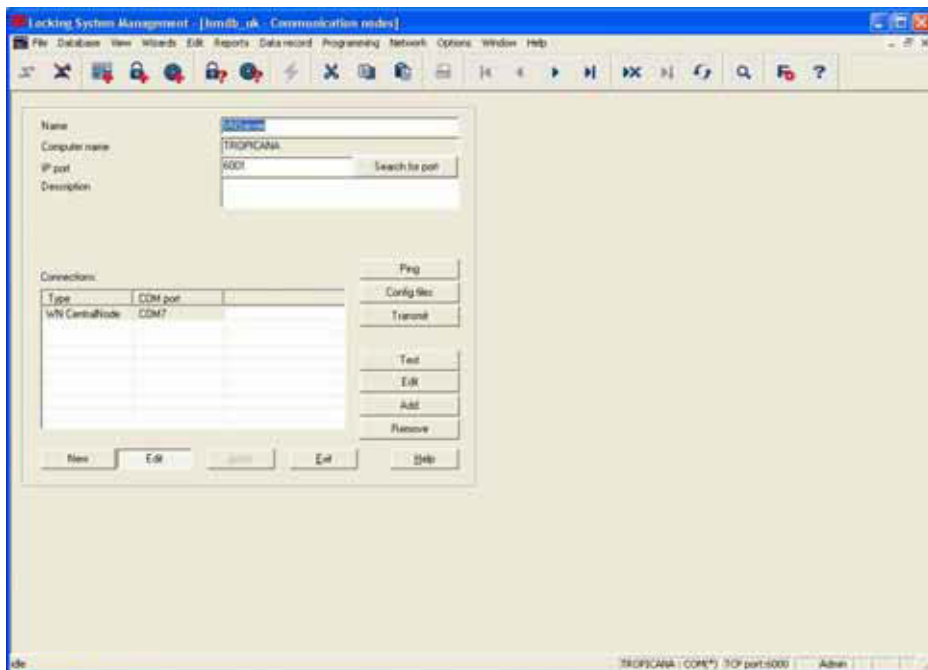 Locking System Management - [lsmdb_uk - Communication nodes]
File Database View Wizards Edit Reports Data record Programming Network Options Window Help
Name
Computer name TROPICANA
IP port 6001 Search for port
Description
Connections
Ping
Config files
Transmit
Type COM port
WN CentralNode COM7
Test
Edit
Add
Remove
New Edit Exit Help
idle TROPICANA COM(*) TCP port:6000 Admin